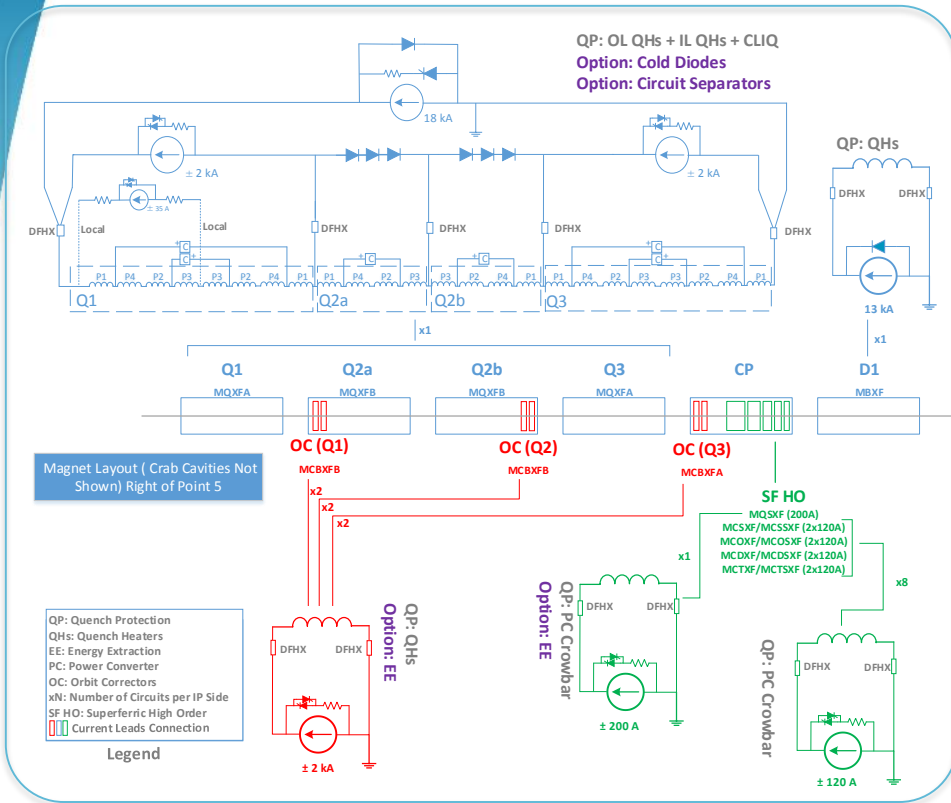 QP: OL QHs + IL QHs + CLIQ
Option: Cold Diodes
Option: Circuit Separators
18 kA
± 2 kA
± 2 kA
± 35 A
QP: QHs
DFHX
DFHX
13 kA
x1
DFHX
Local
Local
DFHX
DFHX
DFHX
DFHX
+
C
C
+
+
C
+
C
+
C
C
+
P1 P4 P2 P3 P3 P2 P4 P1
P1 P4 P3 P2
P2 P3 P4 P1
P1 P4 P2 P3 P3 P2 P4 P1
Q1
Q2a
Q2b
Q3
x1
Q1
Q2a
Q2b
Q3
CP
D1
MQXFA
MQXFB
MQXFB
MQXFA
MBXF
OC (Q1)
OC (Q2)
OC (Q3)
MCBXFB
MCBXFB
MCBXFA
Magnet Layout ( Crab Cavities Not
Shown) Right of Point 5
x2
x2
x2
SF HO
MQSXF (200A)
MCSXF/MCSSXF (2x120A)
MCOXF/MCOSXF (2x120A)
MCDXF/MCDSXF (2x120A)
MCTXF/MCTSXF (2x120A)
x1
x8
QP: Quench Protection
QHs: Quench Heaters
EE: Energy Extraction
PC: Power Converter
OC: Orbit Correctors
xN: Number of Circuits per IP Side
SF HO: Superferric High Order
Current Leads Connection
Legend
DFHX
DFHX
± 2 kA
QP: QHs
Option: EE
DFHX
DFHX
± 200 A
QP: PC Crowbar
Option: EE
DFHX
DFHX
± 120 A
QP: PC Crowbar